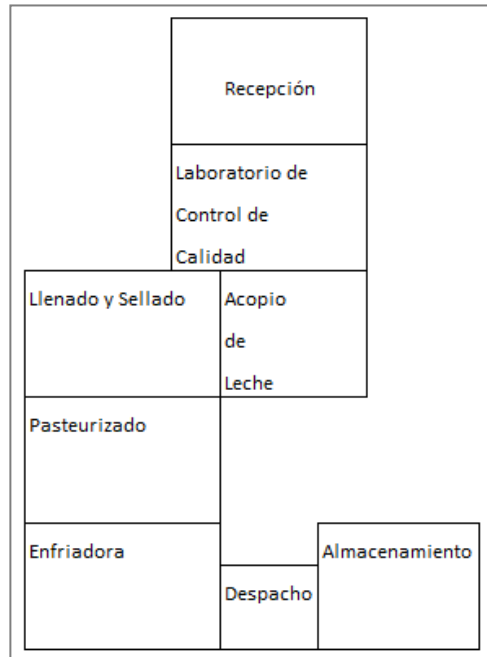 Recepción
Laboratorio de
Control de
Calidad
Llenado y Sellado
Acopio
de
Leche
Pasteurizado
Enfriadora
Almacenamiento
Despacho